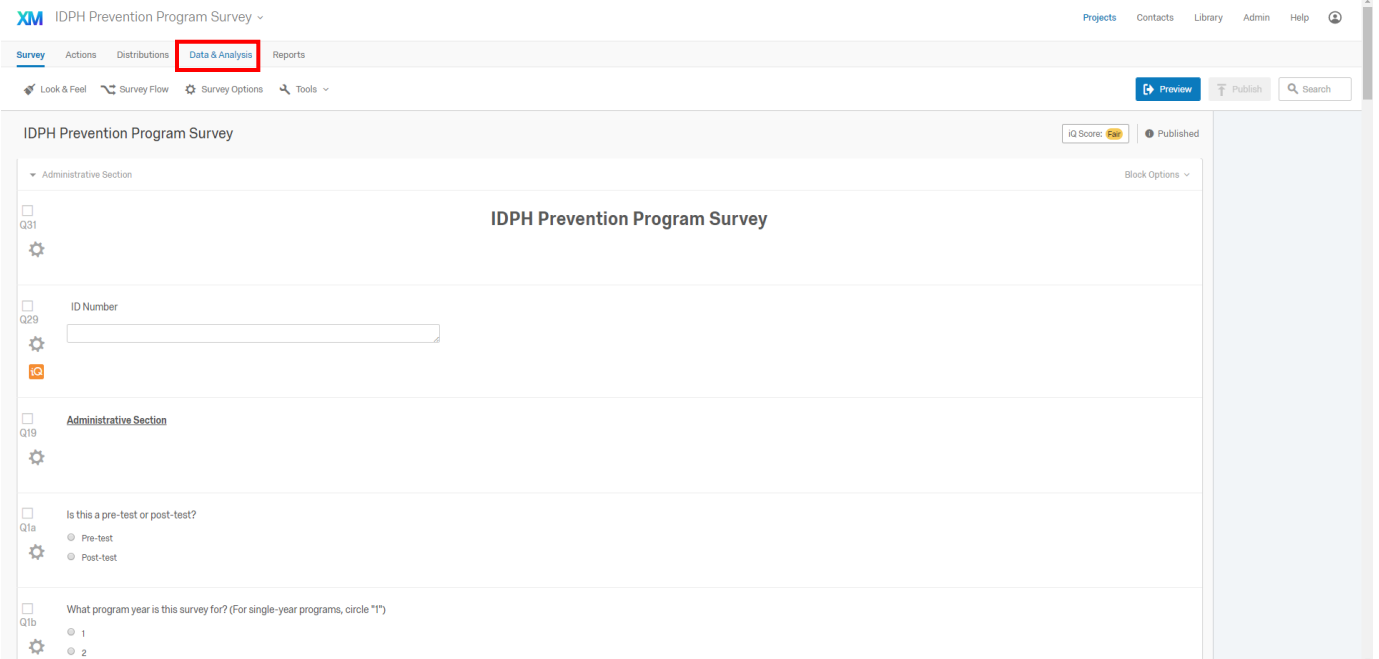 XM IDPH Prevention Program Survey
Projects Contacts Library Admin Help
Survey Actions Distributions Data & Analysis Reports
Look & Feel Survey Flow Survey Options Tools
Preview Publish Search
IDPH Prevention Program Survey
iQ Score: Fair Published
Administrative Section Block Options
Q31
IDPH Prevention Program Survey
Q29
ID Number
iQ
Q19
Administrative Section
Q1a
Is this a pre-test or post-test?
Pre-test
Post-test
Q1b
What program year is this survey for? (For single-year programs, circle "1")
1
2